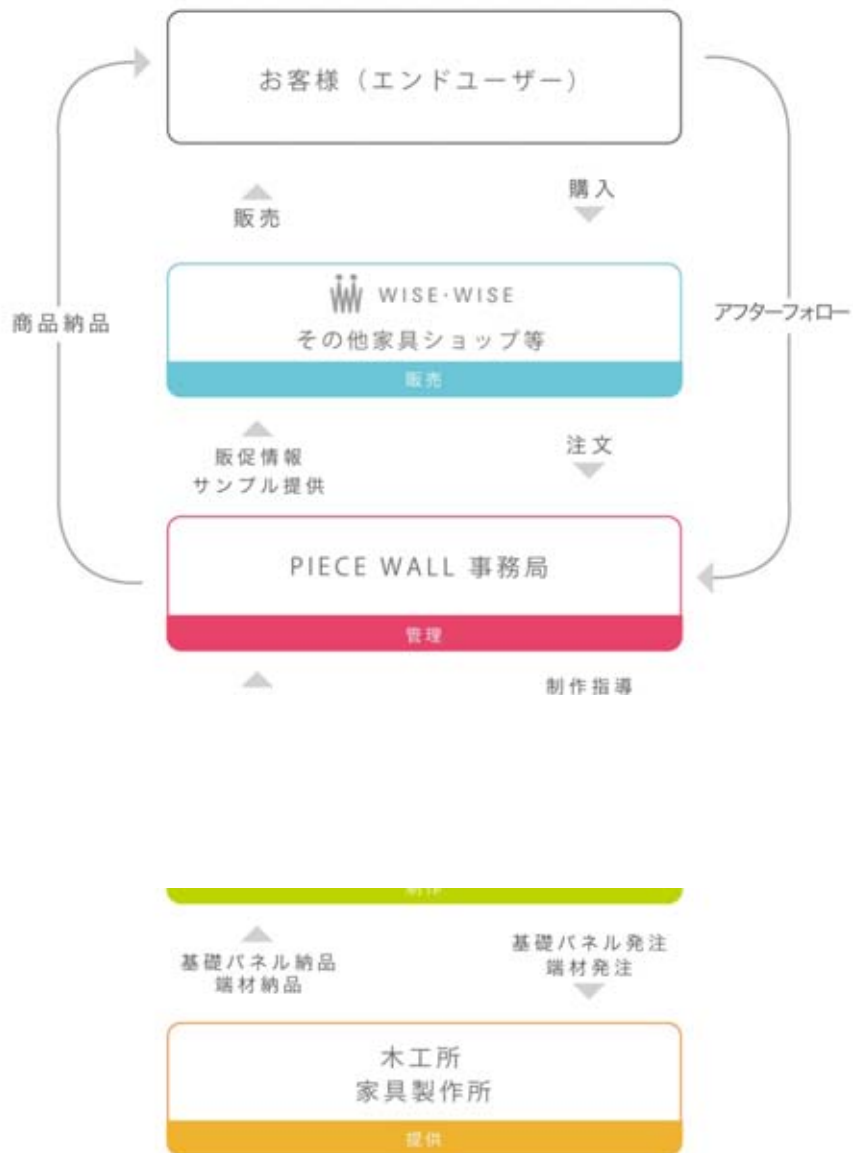 お客様（エンドユーザー）
販売
購入
WISE・WISE
その他家具ショップ等
販売
商品納品
アフターフォロー
販促情報
サンプル提供
注文
PIECE WALL 事務局
管理
制作指導
制作
基礎パネル納品
端材納品
基礎パネル発注
端材発注
木工所
家具製作所
提供